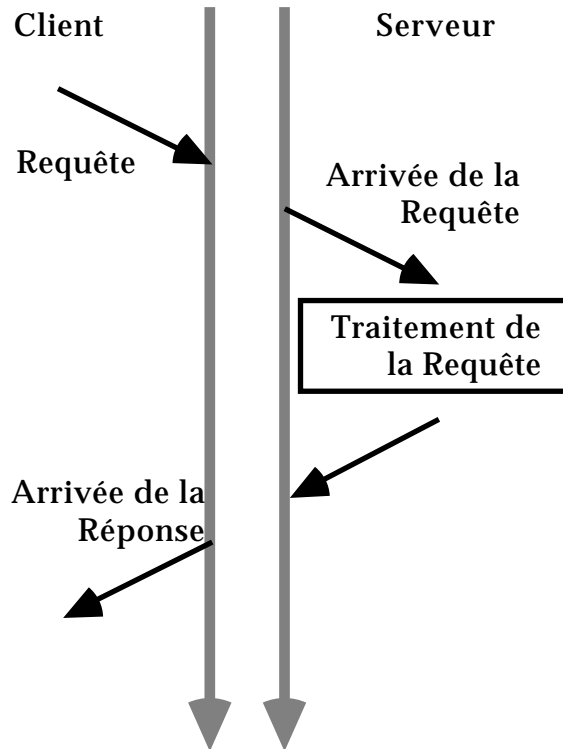 Client
Serveur
Requête
Arrivée de la
Requête
Traitement de
la Requête
Arrivée de la
Réponse